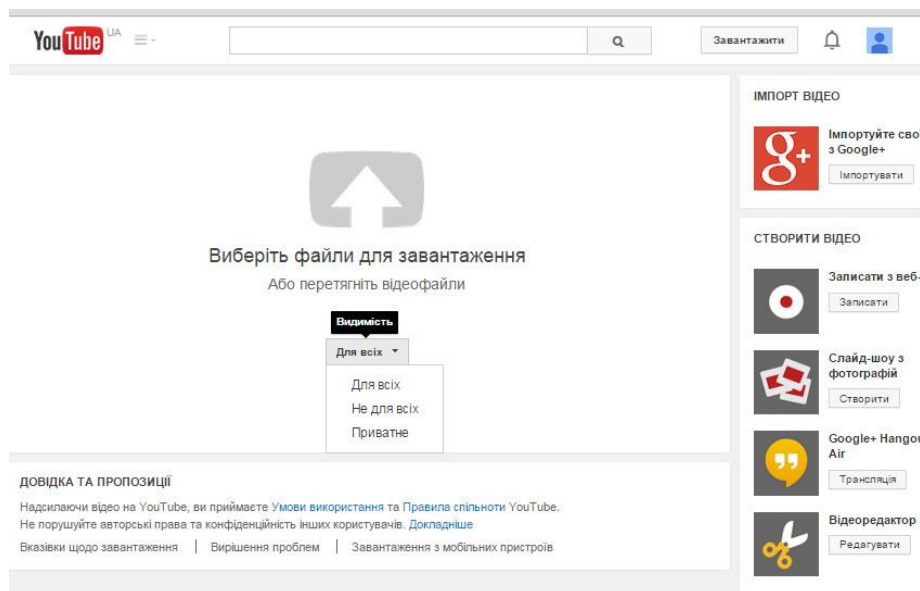 YouTube UA
Завантажити
Виберіть файли для завантаження
Або перетягніть відеофайли
Видимість
Для всіх
Для всіх
Не для всіх
Приватне
ДОВІДКА ТА ПРОПОЗИЦІЇ
Надсилаючи відео на YouTube, ви приймаєте Умови використання та Правила спільноти YouTube.
Не порушуйте авторські права та конфіденційність інших користувачів. Докладніше
Вказівки щодо завантаження | Вирішення проблем | Завантаження з мобільних пристроїв
ІМПОРТ ВІДЕО
g+
Імпортуйте сво
з Google+
Імпортувати
СТВОРИТИ ВІДЕО
Записати з веб-
Записати
Слайд-шоу з
фотографій
Створити
Google+ Hangou
Air
Трансляція
Відеоредактор
Редагувати